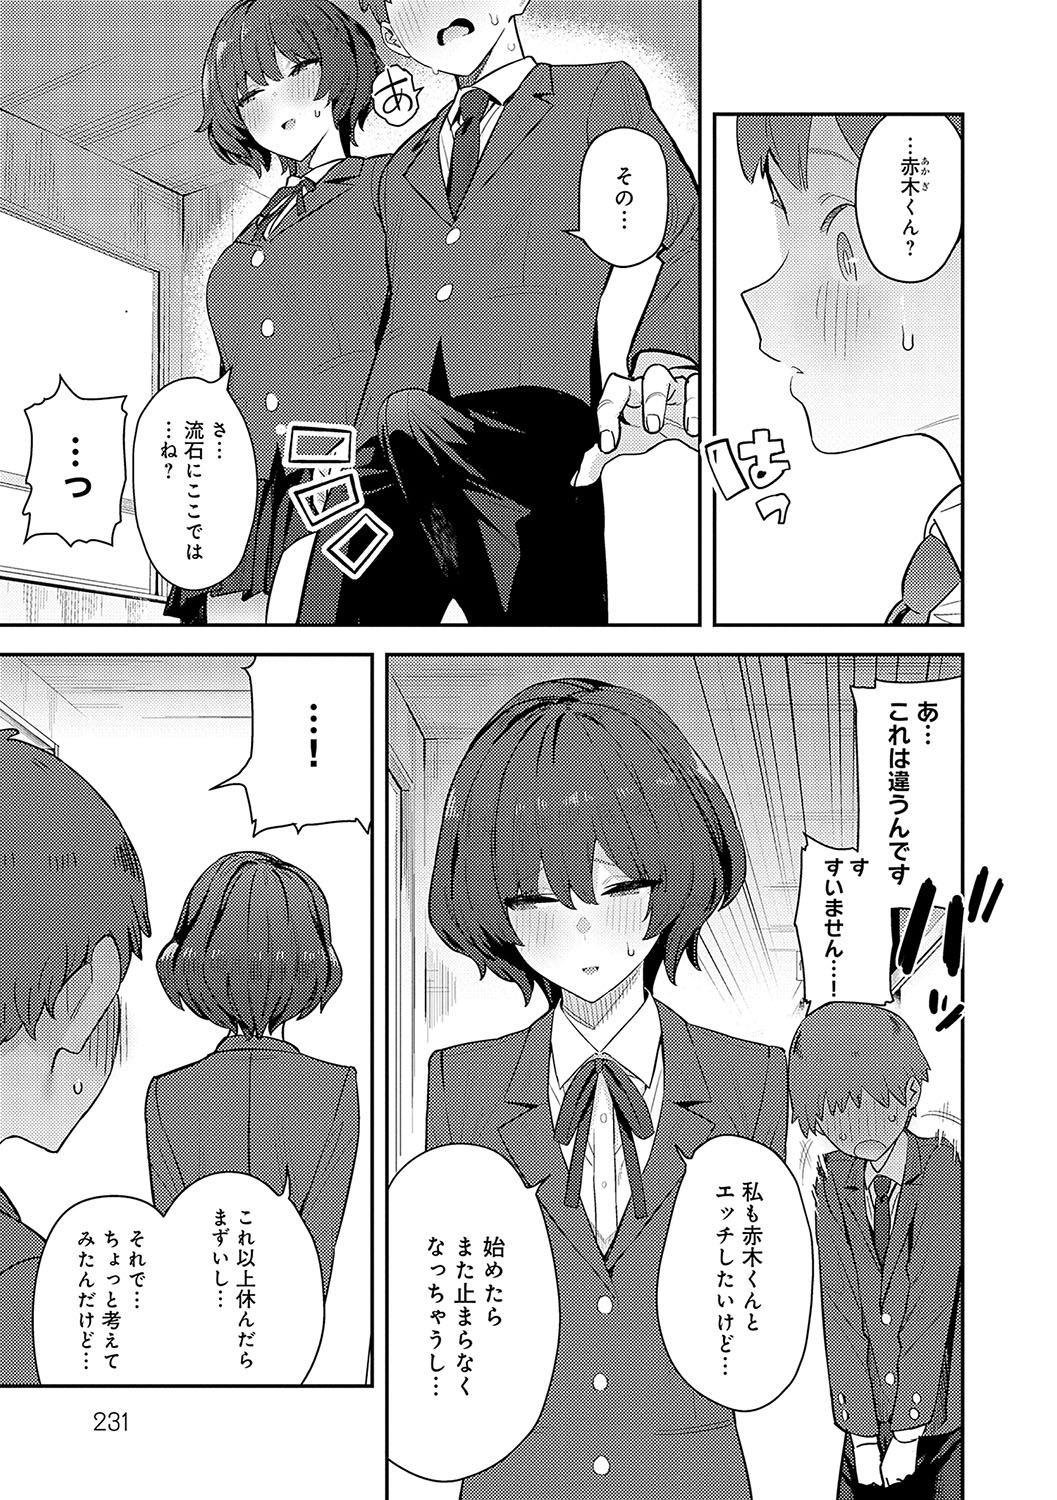 …赤木くん?
あかぎ
はっ
あ
その…
さ…
流石にここでは
…ね?
…っ
あ…
これは違うんです
す
すいません…!
私も赤木くんと
エッチしたいけど…
始めたら
また止まらなく
なっちゃうし…
…!
これ以上休んだら
まずいし…
それで…
ちょっと考えて
みたんだけど…
231